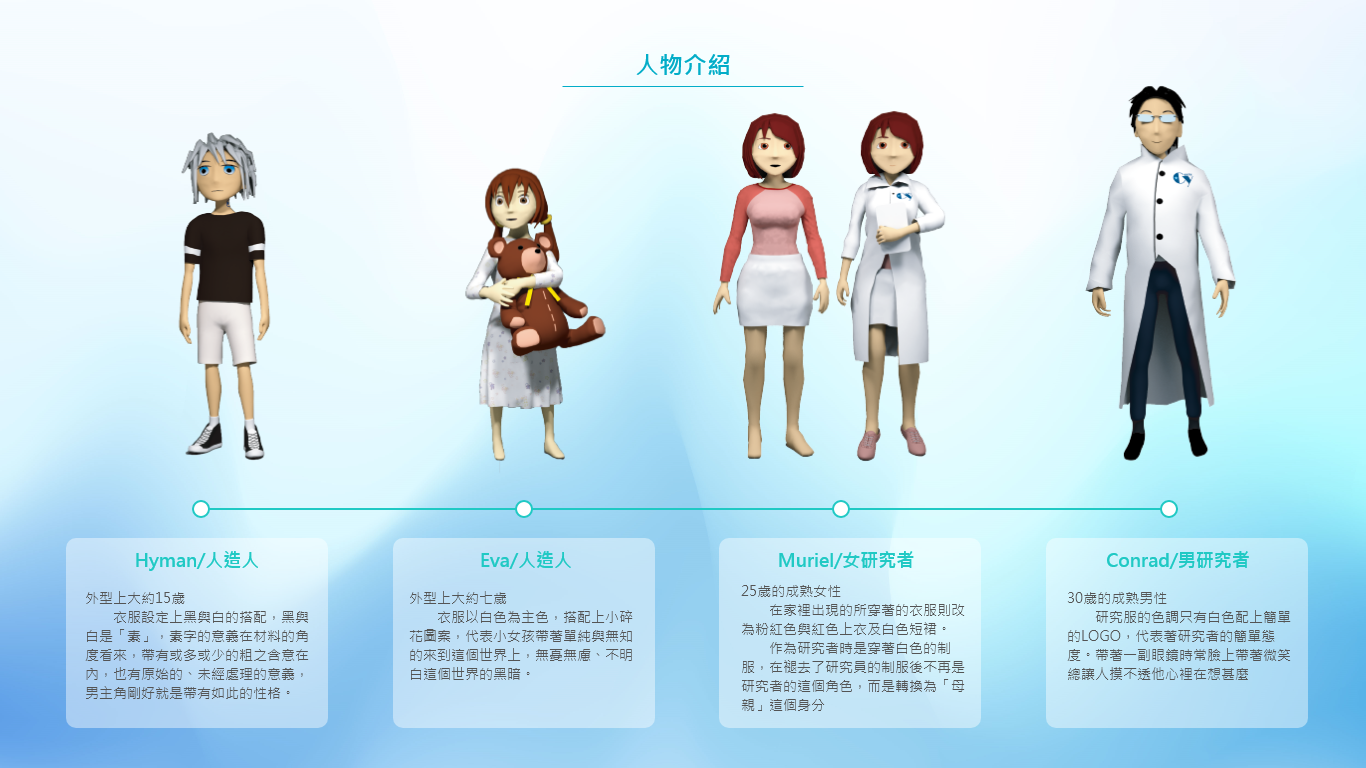 人物介紹
Hyman/人造人
外型上大約15歲
衣服設定上黑與白的搭配，黑與
白是「素」，素字的意義在材料的角
度看來，帶有或多或少的粗之含意在
內，也有原始的、未經處理的意義，
男主角剛好就是帶有如此的性格。
Eva/人造人
外型上大約七歲
衣服以白色為主色，搭配上小碎
花圖案，代表小女孩帶著單純與無知
的來到這個世界上，無憂無慮、不明
白這個世界的黑暗。
Muriel/女研究者
25歲的成熟女性
在家裡出現的所穿著的衣服則改
為粉紅色與紅色上衣及白色短裙。
作為研究者時是穿著白色的制
服，在褪去了研究員的制服後不再是
研究者的這個角色，而是轉換為「母
親」這個身分
Conrad/男研究者
30歲的成熟男性
研究服的色調只有白色配上簡單
的LOGO，代表著研究者的簡單態
度。帶著一副眼鏡時常臉上帶著微笑
總讓人摸不透他心裡在想甚麼